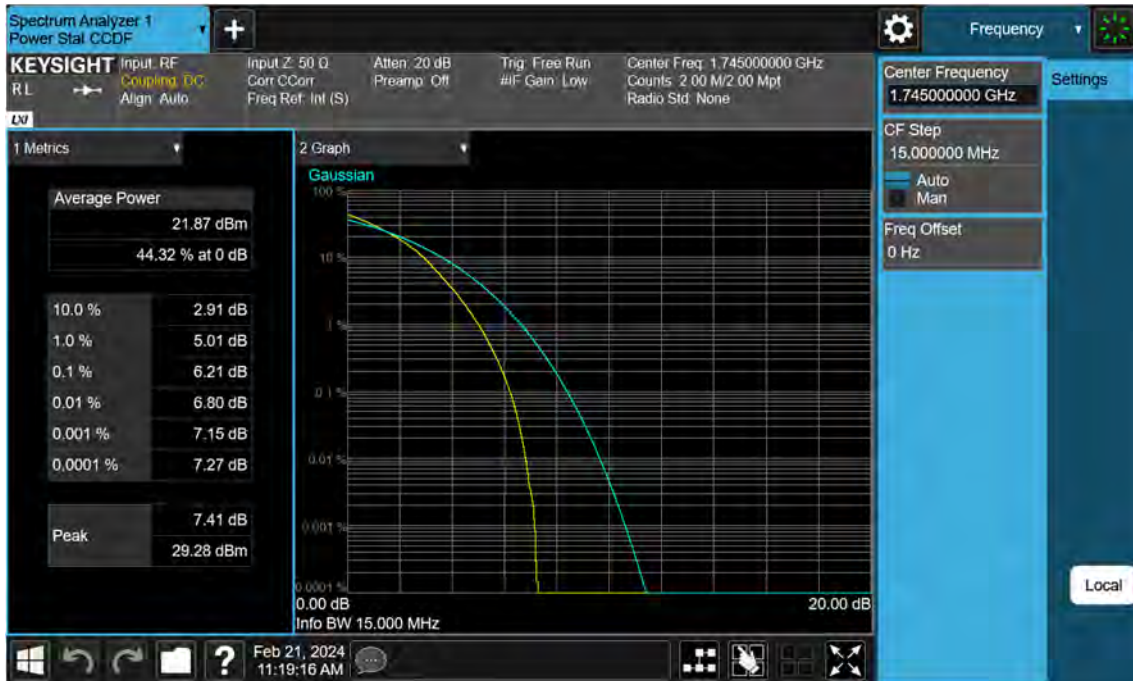 Spectrum Analyzer 1
Power Stat CCDF
+
Frequency
KEYSIGHT
RL
LXI
Input: RF
Coupling: DC
Align: Auto
Input Z: 50 Ω
Corr CCorr
Freq Ref: Int (S)
Atten: 20 dB
Preamp: Off
Trig: Free Run
#IF Gain: Low
Center Freq: 1.745000000 GHz
Counts: 2.00 M/2.00 Mpt
Radio Std: None
Center Frequency
1.745000000 GHz
Settings
CF Step
15.000000 MHz
Auto
Man
Freq Offset
0 Hz
Local
1 Metrics
Average Power
21.87 dBm
44.32 % at 0 dB
10.0 % 2.91 dB
1.0 % 5.01 dB
0.1 % 6.21 dB
0.01 % 6.80 dB
0.001 % 7.15 dB
0.0001 % 7.27 dB
Peak
7.41 dB
29.28 dBm
2 Graph
Gaussian
100 %
10 %
1 %
0.1 %
0.01 %
0.001 %
0.0001 %
0.00 dB 20.00 dB
Info BW 15.000 MHz
? Feb 21, 2024
11:19:16 AM